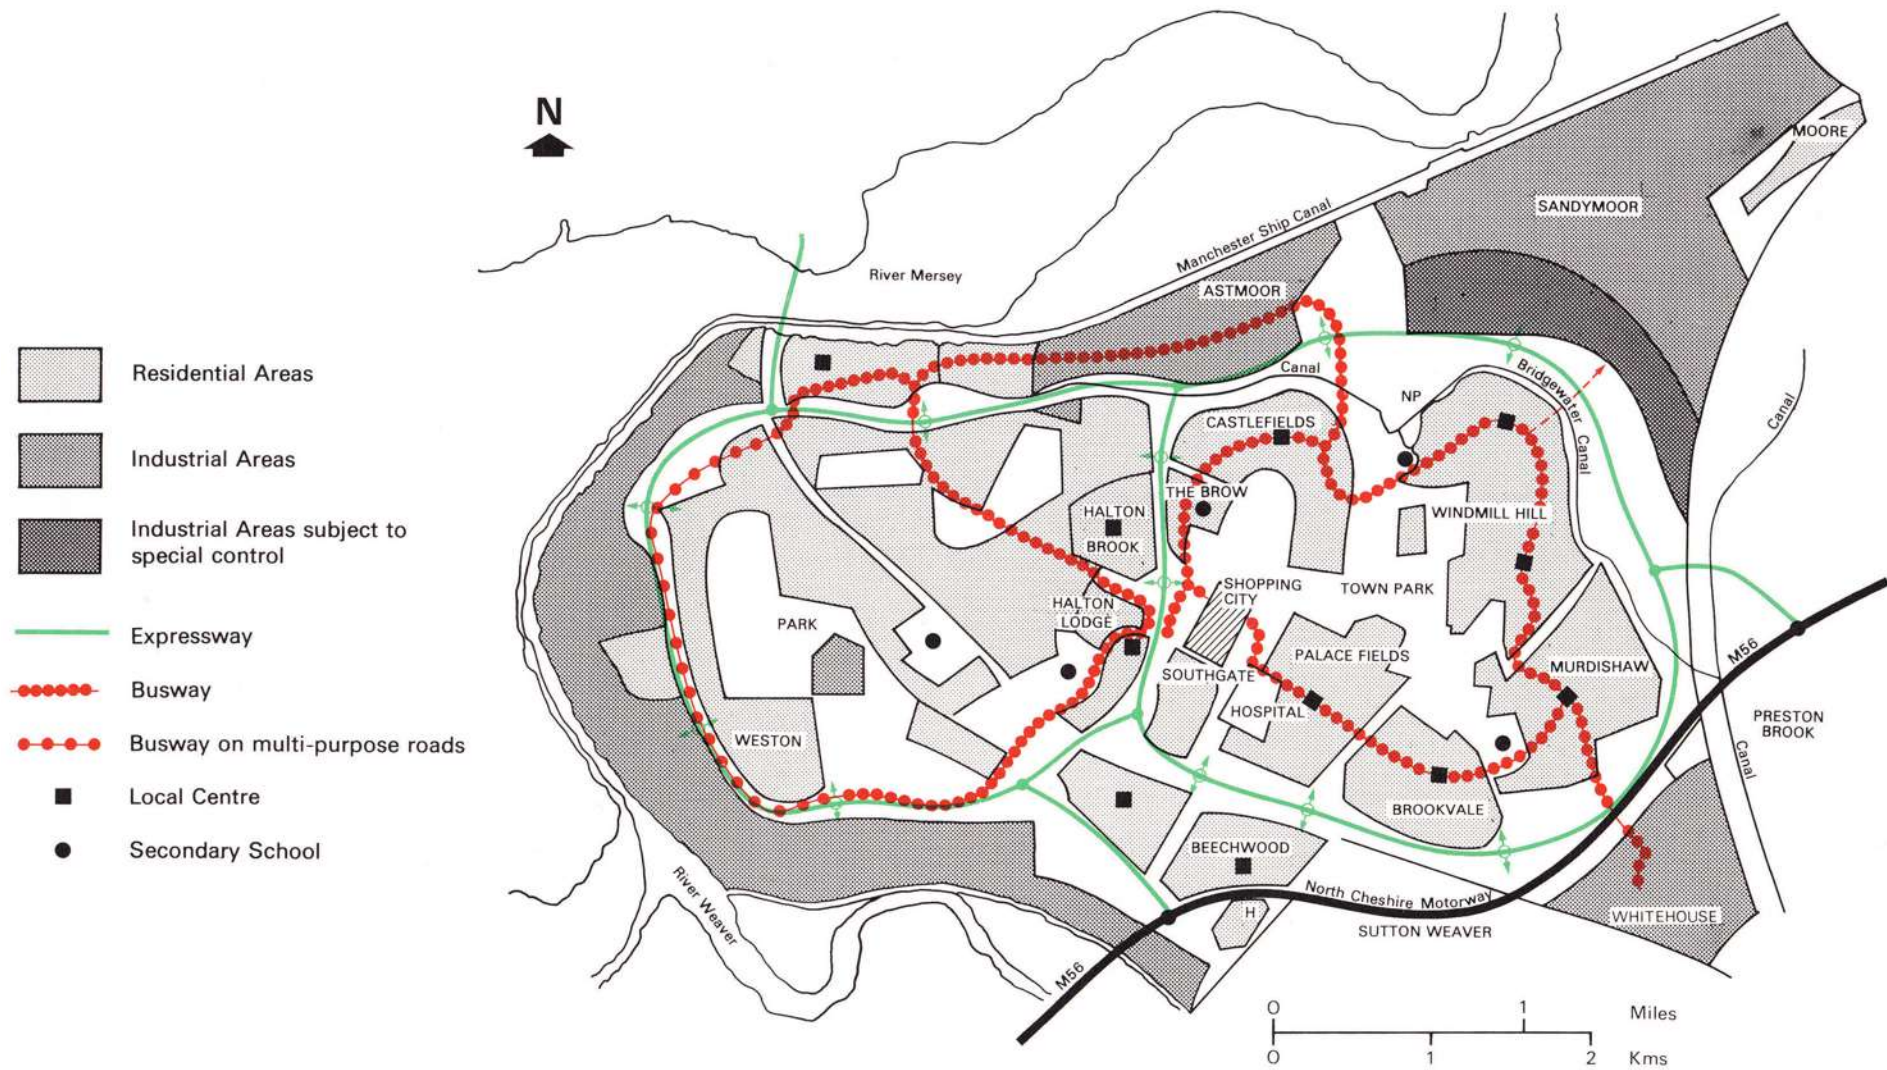 N
Residential Areas
Industrial Areas
Industrial Areas subject to
special control
Expressway
Busway
Busway on multi-purpose roads
Local Centre
Secondary School
MOORE
SANDYMOOR
Manchester Ship Canal
River Mersey
ASTMOOR
Canal
Bridgewater Canal
NP
Canal
CASTLEFIELDS
THE BROW
WINDMILL HILL
HALTON
BROOK
SHOPPING
CITY
TOWN PARK
HALTON
LODGE
PARK
PALACE FIELDS
MURDISHAW
M56
SOUTHGATE
HOSPITAL
WESTON
PRESTON
BROOK
Canal
BROOKVALE
BEECHWOOD
H
North Cheshire Motorway
SUTTON WEAVER
WHITEHOUSE
River Weaver
M56
0 1 Miles
0 1 2 Kms